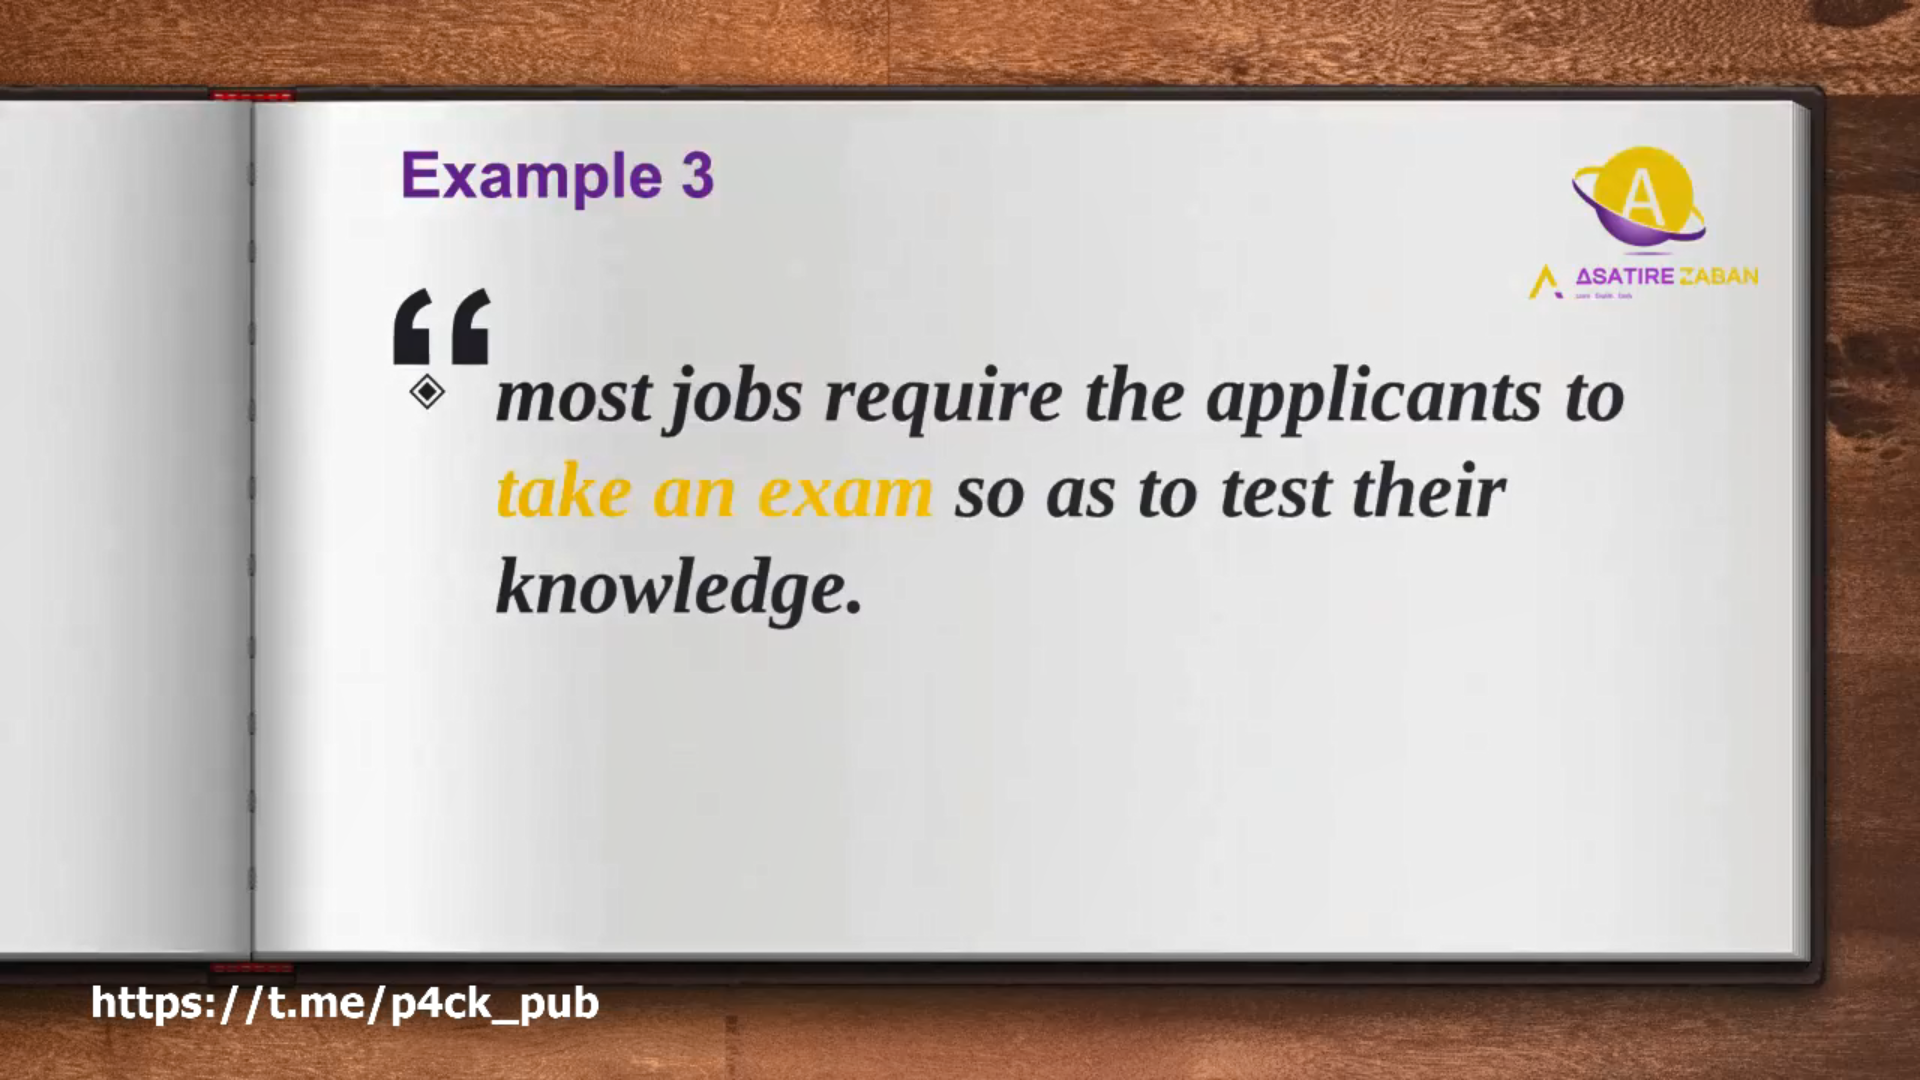 Example 3
A
ASATIRE ZABAN
“
most jobs require the applicants to
take an exam so as to test their
knowledge.
https://t.me/p4ck_pub